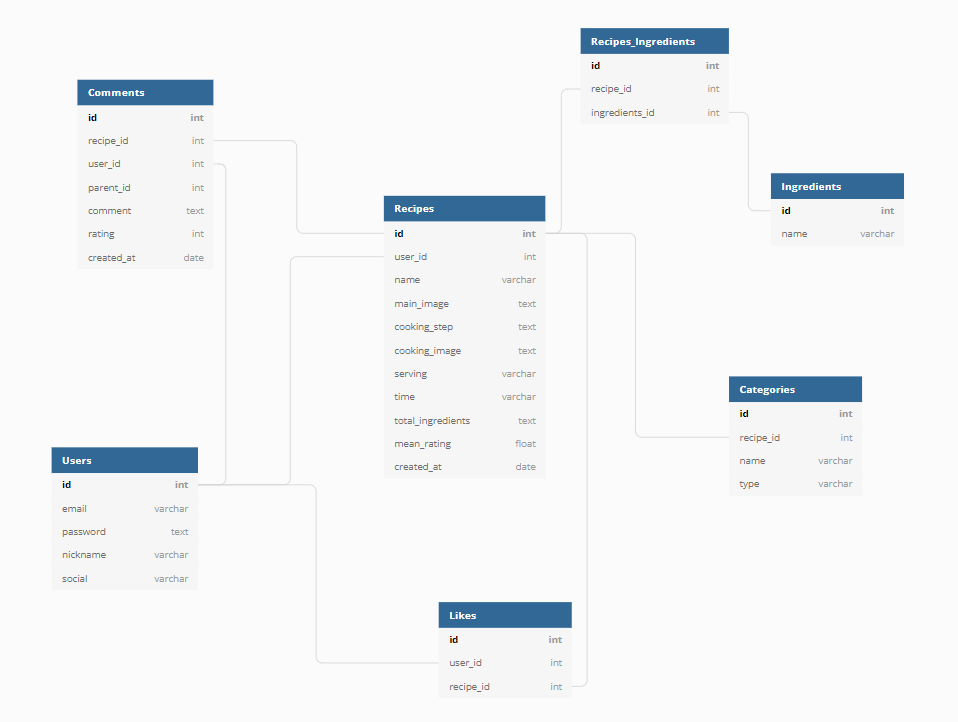 Recipes_Ingredients
id int
recipe_id int
ingredients_id int
Comments
id int
recipe_id int
user_id int
parent_id int
comment text
rating int
created_at date
Ingredients
id int
name varchar
Recipes
id int
user_id int
name varchar
main_image text
cooking_step text
cooking_image text
serving varchar
time varchar
total_ingredients text
mean_rating float
created_at date
Categories
id int
recipe_id int
name varchar
type varchar
Users
id int
email varchar
password text
nickname varchar
social varchar
Likes
id int
user_id int
recipe_id int